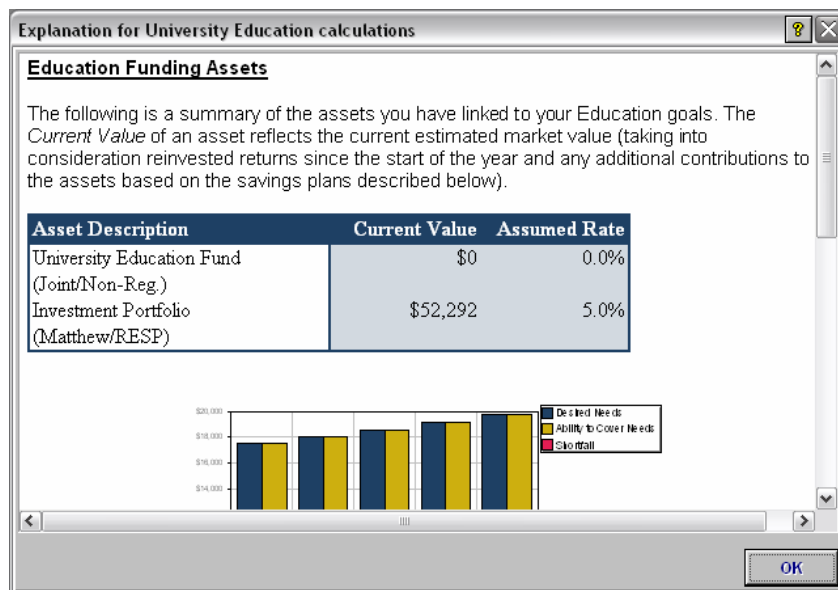 Explanation for University Education calculations
Education Funding Assets
The following is a summary of the assets you have linked to your Education goals. The
Current Value of an asset reflects the current estimated market value (taking into
consideration reinvested returns since the start of the year and any additional contributions to
the assets based on the savings plans described below).
Asset Description Current Value Assumed Rate
University Education Fund $0 0.0%
(Joint/Non-Reg.)
Investment Portfolio $52,292 5.0%
(Matthew/RESP)
$20,000
$18,000
$16,000
$14,000
Desired Needs
Ability to Cover Needs
Shortfall
OK